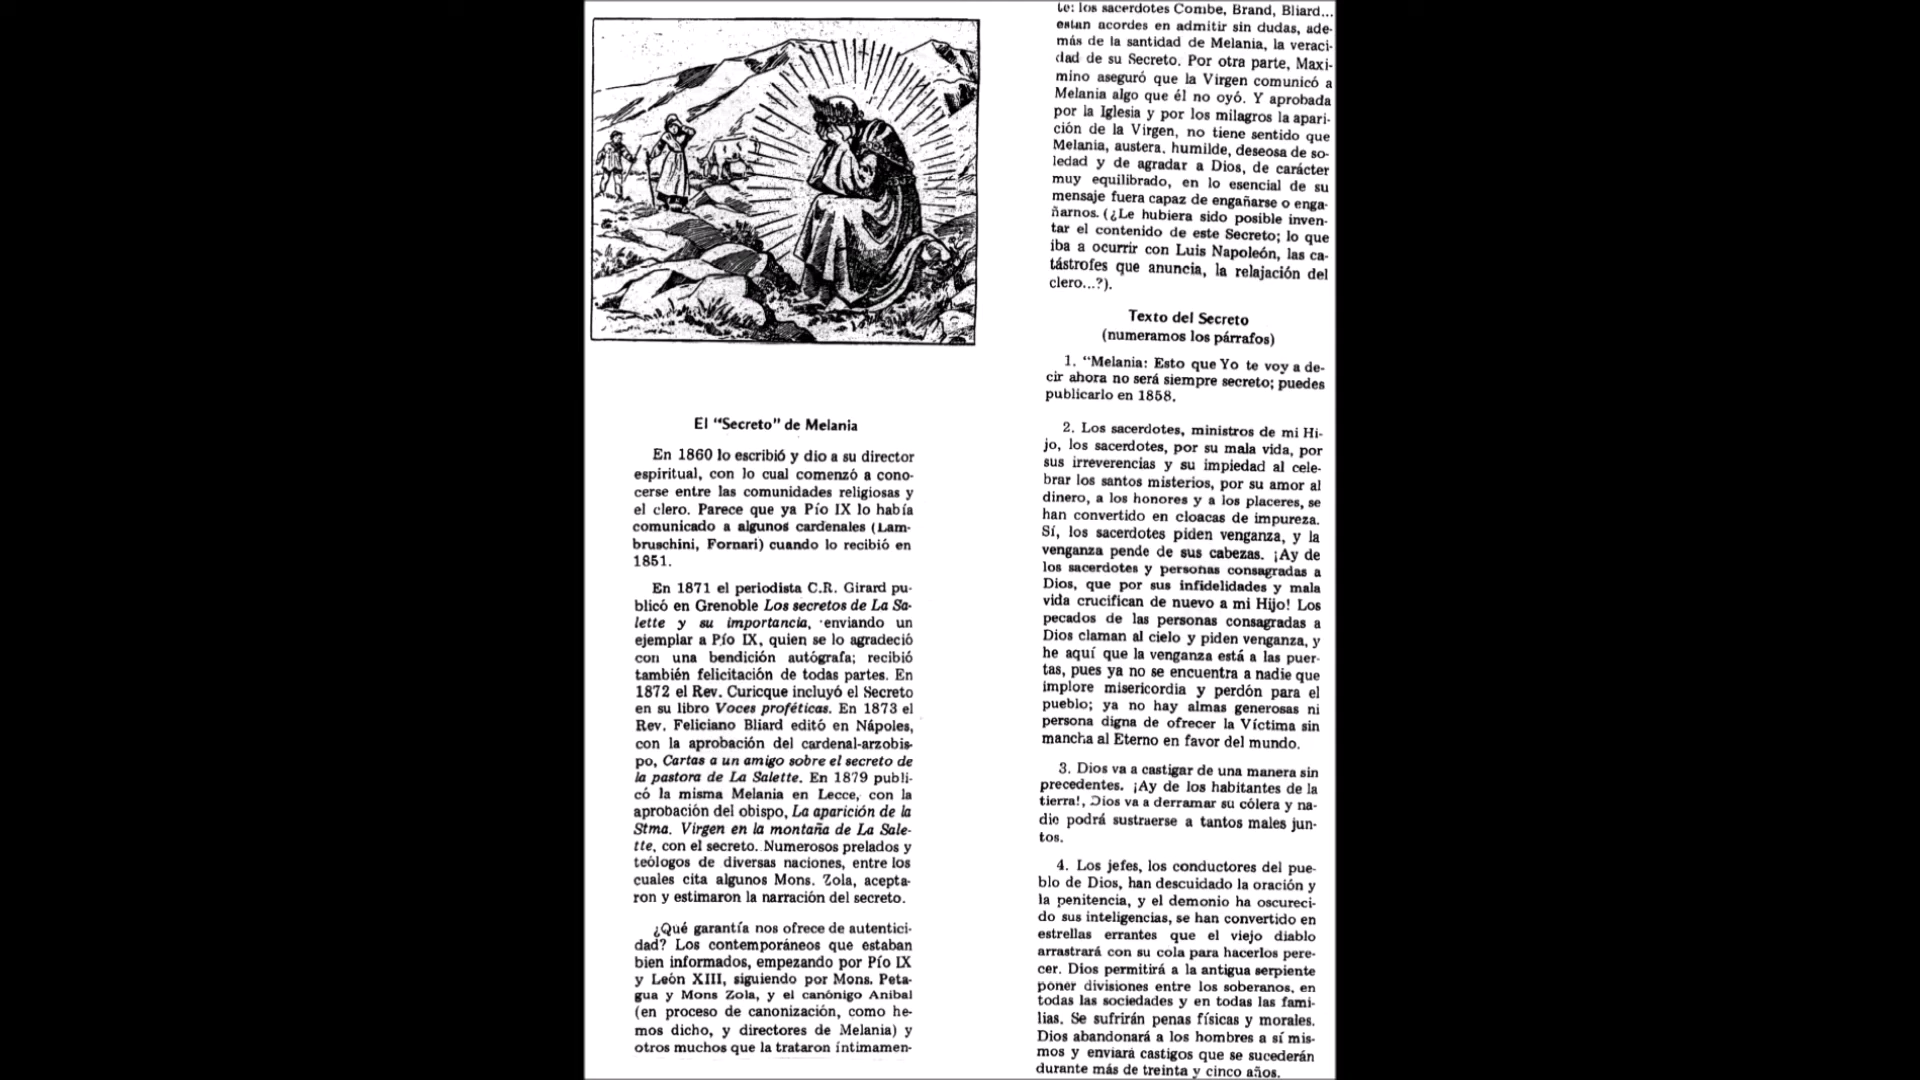 El "Secreto" de Melania
En 1860 lo escribió y dio a su director
espiritual, con lo cual comenzó a cono-
cerse entre las comunidades religiosas y
el clero. Parece que ya Pío IX lo había
comunicado a algunos cardenales (Lam-
bruschini, Fornari) cuando lo recibió en
1851.
En 1871 el periodista C.R. Girard pu-
blicó en Grenoble Los secretos de La Sa-
lette y su importancia, enviando un
ejemplar a Pío IX, quien se lo agradeció
con una bendición autógrafa; recibió
también felicitación de todas partes. En
1872 el Rev. Curicque incluyó el Secreto
en su libro Voces proféticas. En 1873 el
Rev. Feliciano Bliard editó en Nápoles,
con la aprobación del cardenal-arzobis-
po, Cartas a un amigo sobre el secreto de
la pastora de La Salette. En 1879 publi-
có la misma Melania en Lecce, con la
aprobación del obispo, La aparición de la
Stma. Virgen en la montaña de La Sale-
tte, con el secreto. Numerosos prelados y
teólogos de diversas naciones, entre los
cuales cita algunos Mons. Zola, acepta-
ron y estimaron la narración del secreto.
¿Qué garantía nos ofrece de autentici-
dad? Los contemporáneos que estaban
bien informados, empezando por Pío IX
y León XIII, siguiendo por Mons. Peta-
gua y Mons Zola, y el canónigo Aníbal
(en proceso de canonización, como he-
mos dicho, y directores de Melania) y
otros muchos que la trataron íntimamen-
te: los sacerdotes Combe, Brand, Bliard...
están acordes en admitir sin dudas, ade-
más de la santidad de Melania, la veraci-
dad de su Secreto. Por otra parte, Maxi-
mino aseguró que la Virgen comunicó a
Melania algo que él no oyó. Y aprobada
por la Iglesia y por los milagros la apari-
ción de la Virgen, no tiene sentido que
Melania, austera, humilde, deseosa de so-
ledad y de agradar a Dios, de carácter
muy equilibrado, en lo esencial de su
mensaje fuera capaz de engañarse o enga-
ñarnos. (¿Le hubiera sido posible inven-
tar el contenido de este Secreto; lo que
iba a ocurrir con Luis Napoleón, las ca-
tástrofes que anuncia, la relajación del
clero...?).
Texto del Secreto
(numeramos los párrafos)
1. "Melania: Esto que Yo te voy a de-
cir ahora no será siempre secreto; puedes
publicarlo en 1858.
2. Los sacerdotes, ministros de mi Hi-
jo, los sacerdotes, por su mala vida, por
sus irreverencias y su impiedad al cele-
brar los santos misterios, por su amor al
dinero, a los honores y a los placeres, se
han convertido en cloacas de impureza.
Sí, los sacerdotes piden venganza, y la
venganza pende de sus cabezas. ¡Ay de
los sacerdotes y personas consagradas a
Dios, que por sus infidelidades y mala
vida crucifican de nuevo a mi Hijo! Los
pecados de las personas consagradas a
Dios claman al cielo y piden venganza, y
he aquí que la venganza está a las puer-
tas, pues ya no se encuentra a nadie que
implore misericordia y perdón para el
pueblo; ya no hay almas generosas ni
persona digna de ofrecer la Víctima sin
mancha al Eterno en favor del mundo.
3. Dios va a castigar de una manera sin
precedentes. ¡Ay de los habitantes de la
tierra!, Dios va a derramar su cólera y na-
die podrá sustraerse a tantos males jun-
tos.
4. Los jefes, los conductores del pue-
blo de Dios, han descuidado la oración y
la penitencia, y el demonio ha oscureci-
do sus inteligencias, se han convertido en
estrellas errantes que el viejo diablo
arrastrará con su cola para hacerlos pere-
cer. Dios permitirá a la antigua serpiente
poner divisiones entre los soberanos, en
todas las sociedades y en todas las fami-
lias. Se sufrirán penas físicas y morales.
Dios abandonará a los hombres a sí mis-
mos y enviará castigos que se sucederán
durante más de treinta y cinco años.